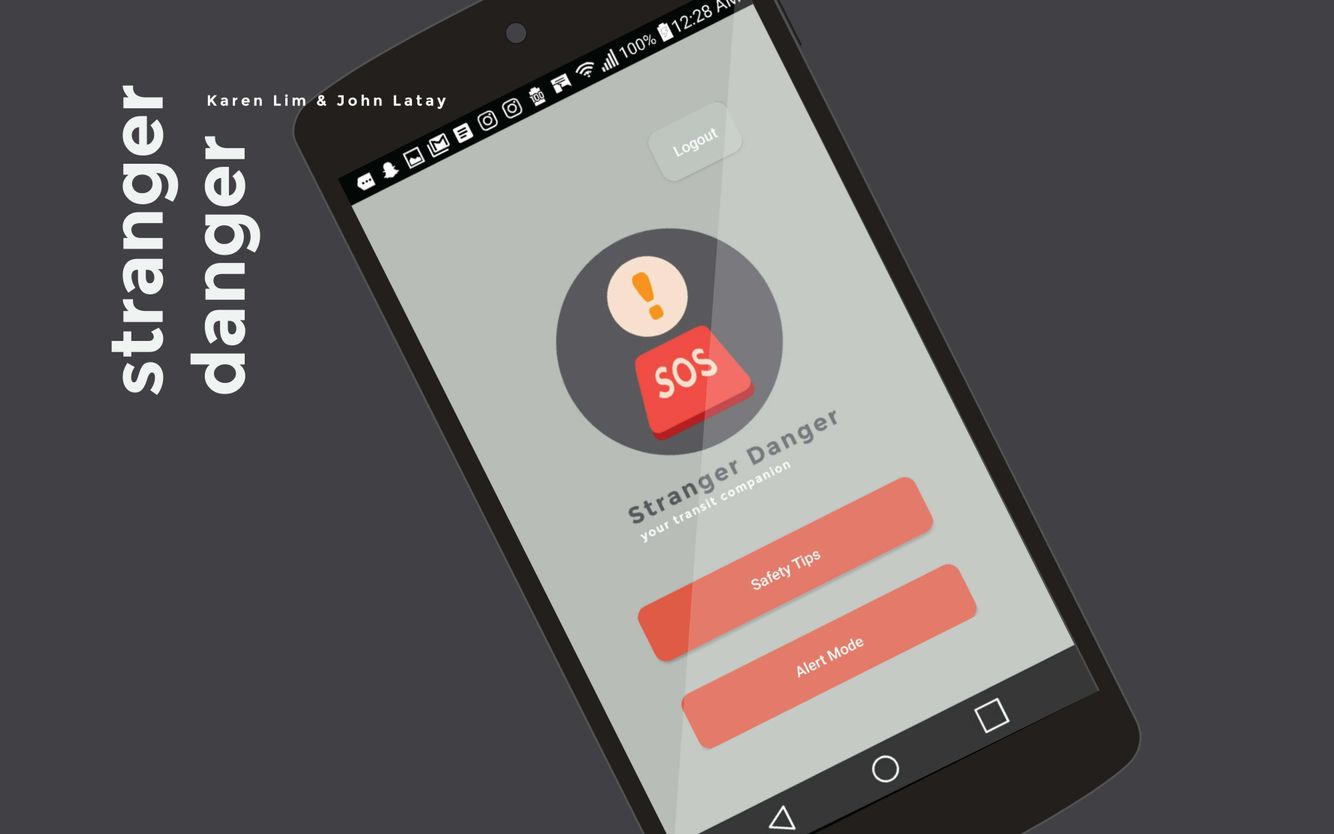 stranger
danger
Karen Lim & John Latay
100% 12:28 AM
Logout
!
SOS
Stranger Danger
your transit companion
Safety Tips
Alert Mode